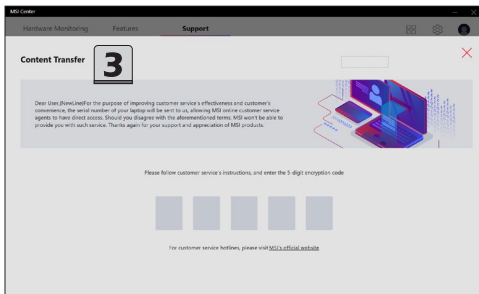 MSI Center
Hardware Monitoring Features Support
Content Transfer
3
Dear User,(NewLine)For the purpose of improving customer service's effectiveness and customer's
convenience, the serial number of your laptop will be sent to us, allowing MSI online customer service
agents to have direct access. Should you disagree with the aforementioned terms, MSI won't be able to
provide you with such service. Thanks again for your support and appreciation of MSI products.
Please follow customer service's instructions, and enter the 5-digit encryption code
For customer service hotlines, please visit MSI's official website